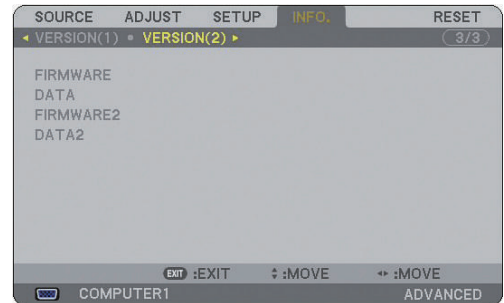 SOURCE ADJUST SETUP INFO. RESET
◂ VERSION(1) • VERSION(2) ▸ 3/3
FIRMWARE
DATA
FIRMWARE2
DATA2
EXIT :EXIT :MOVE :MOVE
COMPUTER1 ADVANCED